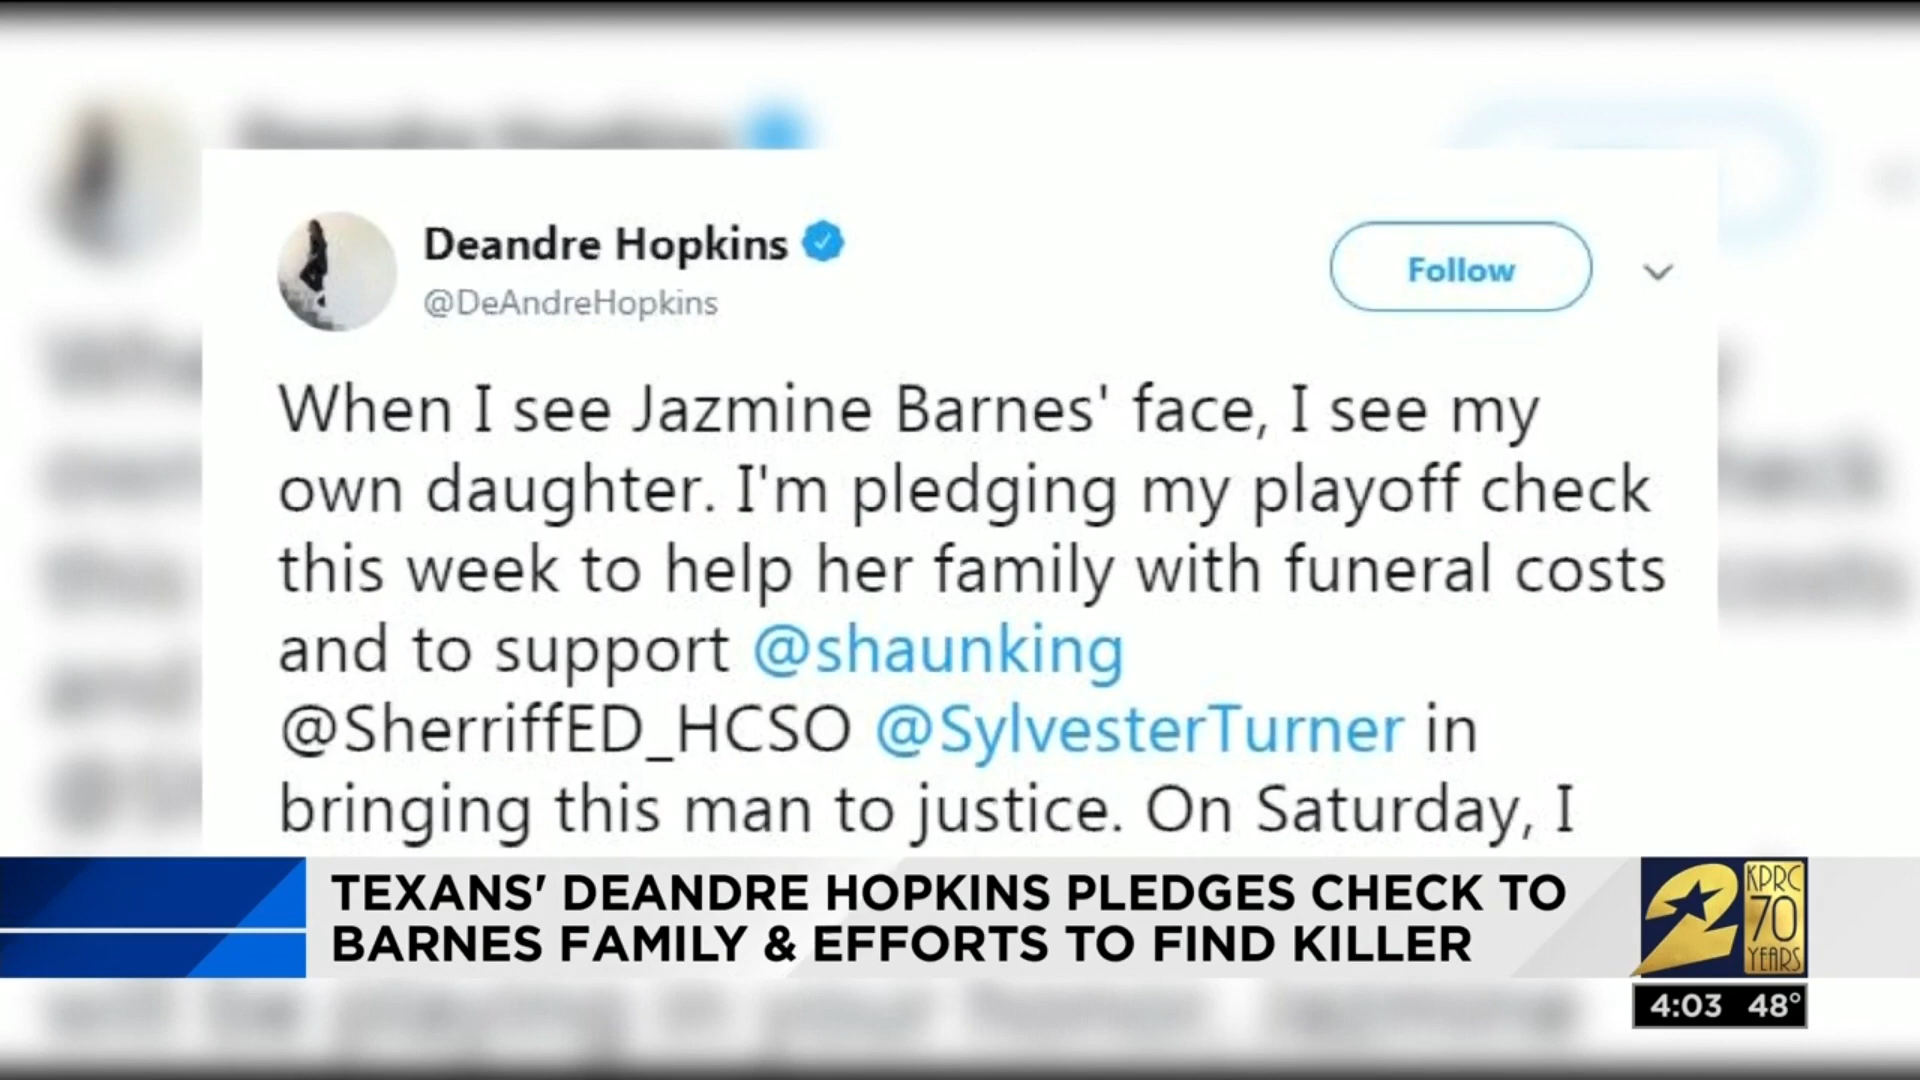 Deandre Hopkins
@DeAndreHopkins
Follow
When I see Jazmine Barnes' face, I see my
own daughter. I'm pledging my playoff check
this week to help her family with funeral costs
and to support @shaunking
@SherriffED_HCSO @SylvesterTurner in
bringing this man to justice. On Saturday, I
TEXANS' DEANDRE HOPKINS PLEDGES CHECK TO
BARNES FAMILY & EFFORTS TO FIND KILLER
2
KPRC
70
YEARS
4:03 48°